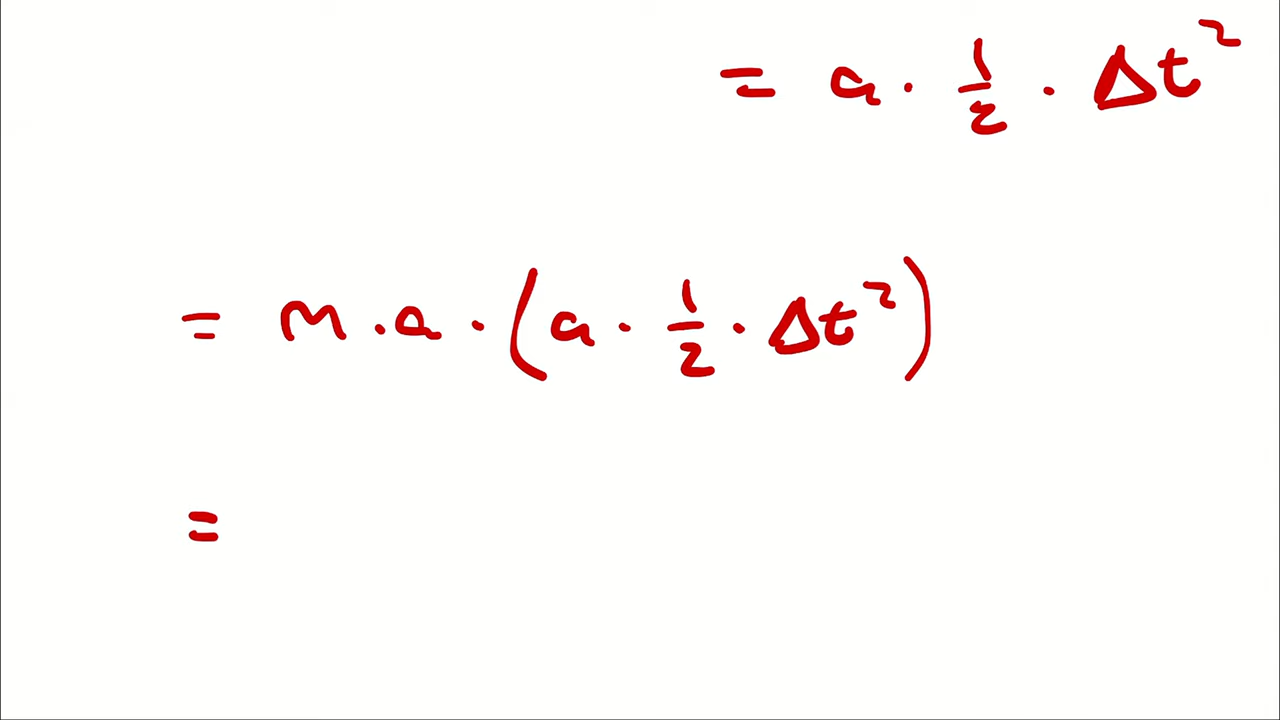 = a · 1/2 · Δt²
= m · a · (a · 1/2 · Δt²)
=